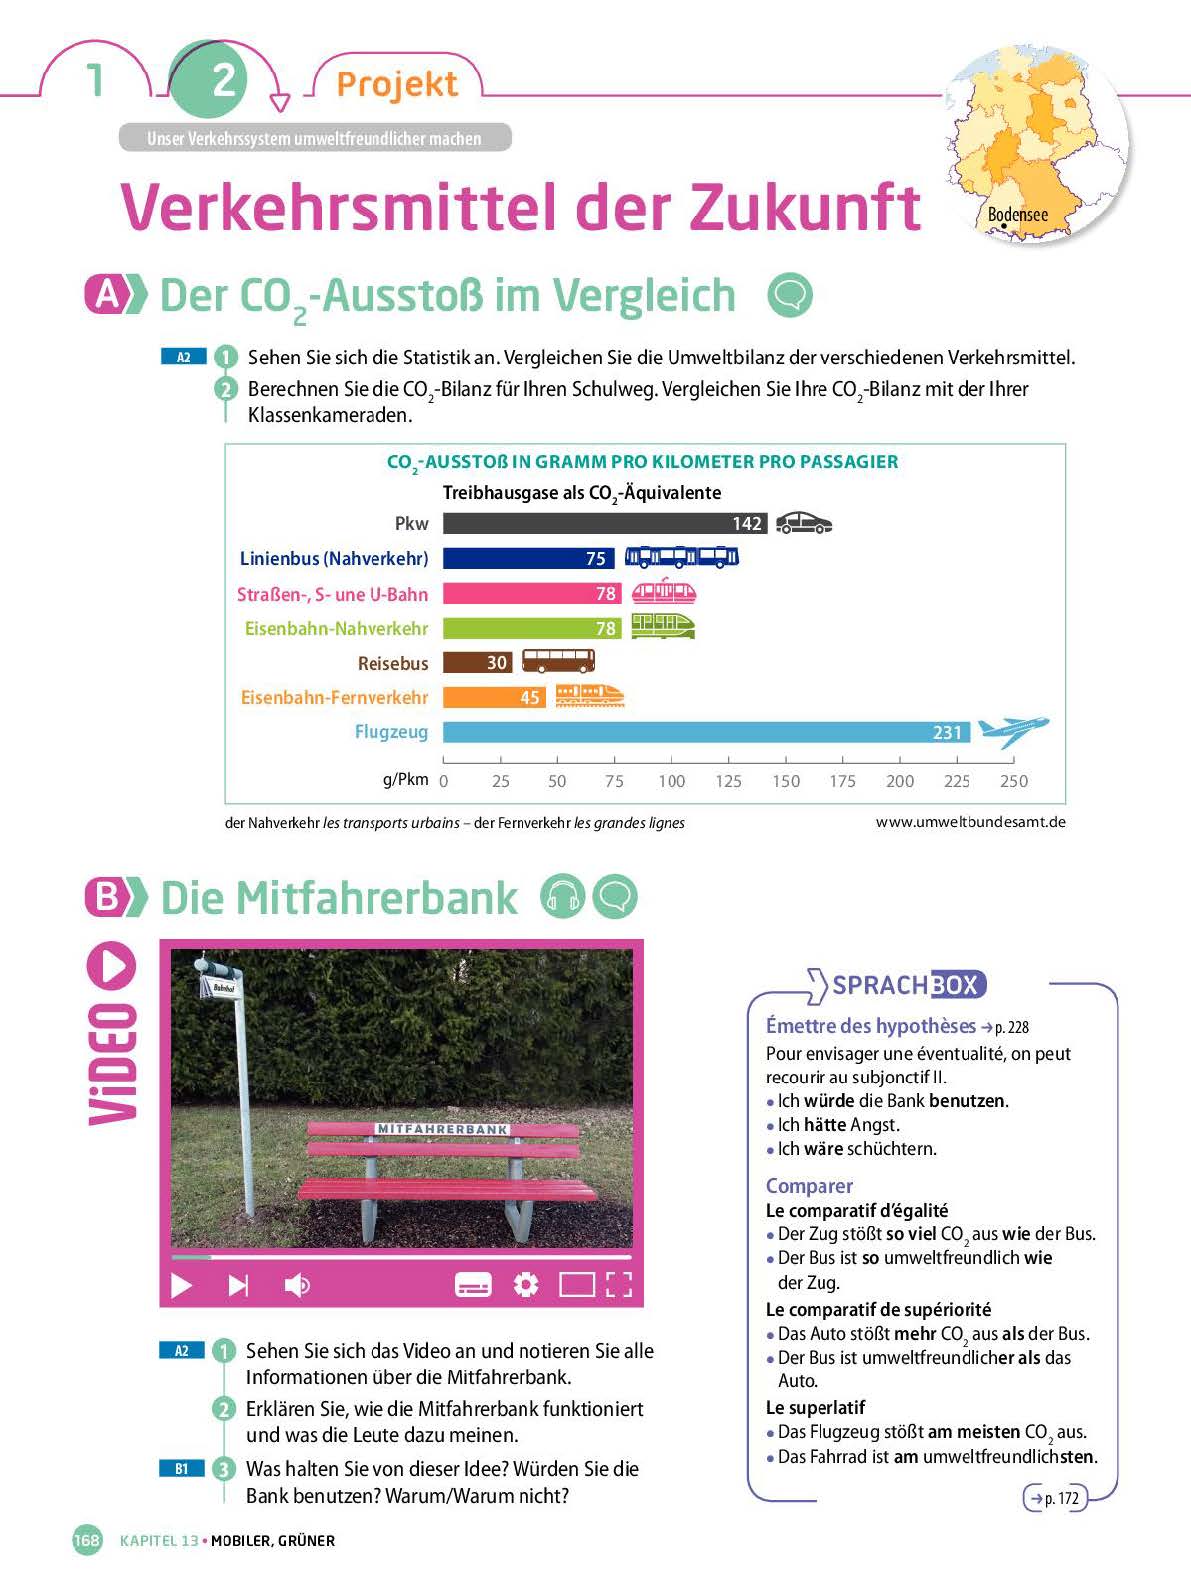 1
2
Projekt
Unser Verkehrssystem umweltfreundlicher machen
Verkehrsmittel der Zukunft
Bodensee
A
Der CO2-Ausstoß im Vergleich
A2
1 Sehen Sie sich die Statistik an. Vergleichen Sie die Umweltbilanz der verschiedenen Verkehrsmittel.
2 Berechnen Sie die CO2-Bilanz für Ihren Schulweg. Vergleichen Sie Ihre CO2-Bilanz mit der Ihrer
Klassenkameraden.
CO2-AUSSTOß IN GRAMM PRO KILOMETER PRO PASSAGIER
Treibhausgase als CO2-Äquivalente
Pkw 142
Linienbus (Nahverkehr) 75
Straßen-, S- une U-Bahn 78
Eisenbahn-Nahverkehr 78
Reisebus 30
Eisenbahn-Fernverkehr 45
Flugzeug 231
g/Pkm 0 25 50 75 100 125 150 175 200 225 250
der Nahverkehr les transports urbains – der Fernverkehr les grandes lignes
www.umweltbundesamt.de
B
Die Mitfahrerbank
ViDEO
Bahnhof
MITFAHRERBANK
A2
1 Sehen Sie sich das Video an und notieren Sie alle
Informationen über die Mitfahrerbank.
2 Erklären Sie, wie die Mitfahrerbank funktioniert
und was die Leute dazu meinen.
B1
3 Was halten Sie von dieser Idee? Würden Sie die
Bank benutzen? Warum/Warum nicht?
SPRACHBOX
Émettre des hypothèses → p. 228
Pour envisager une éventualité, on peut
recourir au subjonctif II.
• Ich würde die Bank benutzen.
• Ich hätte Angst.
• Ich wäre schüchtern.
Comparer
Le comparatif d'égalité
• Der Zug stößt so viel CO2 aus wie der Bus.
• Der Bus ist so umweltfreundlich wie
der Zug.
Le comparatif de supériorité
• Das Auto stößt mehr CO2 aus als der Bus.
• Der Bus ist umweltfreundlicher als das
Auto.
Le superlatif
• Das Flugzeug stößt am meisten CO2 aus.
• Das Fahrrad ist am umweltfreundlichsten.
→ p. 172
168 KAPITEL 13 • MOBILER, GRÜNER